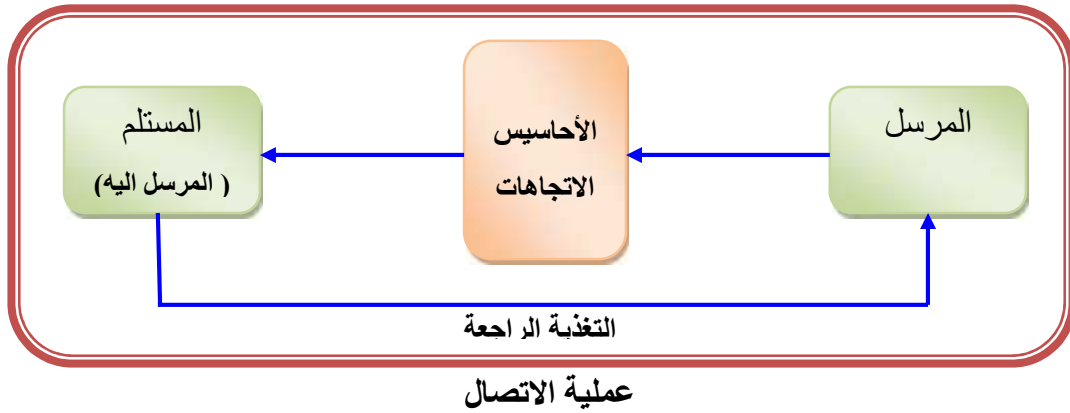 المرسل
الأحاسيس
الاتجاهات
المستلم
( المرسل اليه)
التغذية الراجعة
عملية الاتصال